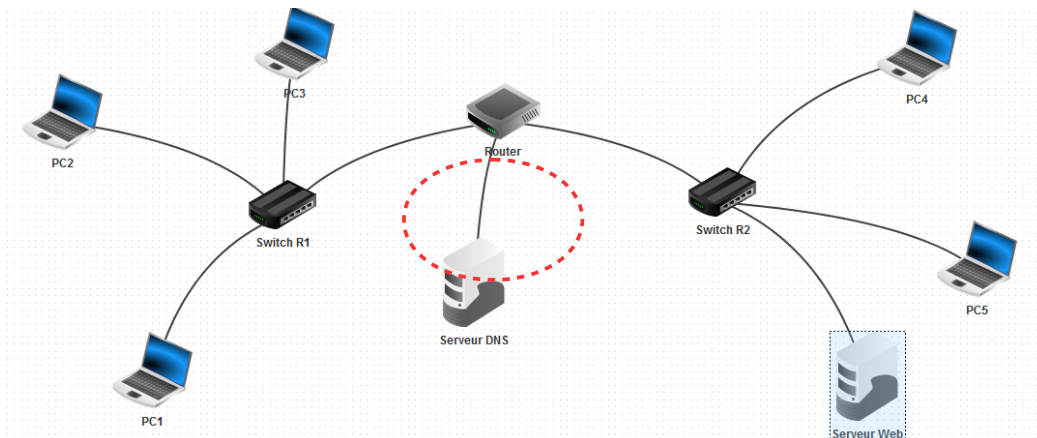 PC3
PC2
PC4
Router
Switch R1
Switch R2
PC5
Serveur DNS
PC1
Serveur Web